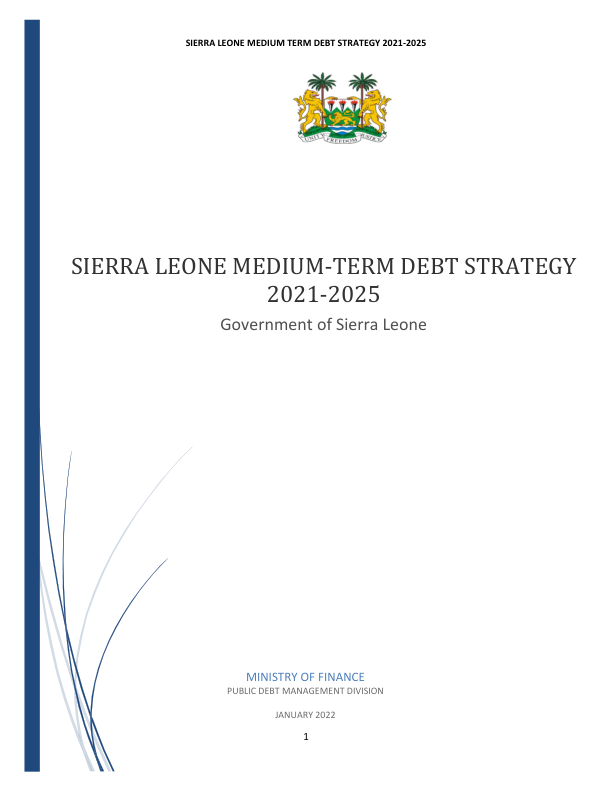 SIERRA LEONE MEDIUM TERM DEBT STRATEGY 2021-2025
UNITY FREEDOM JUSTICE
SIERRA LEONE MEDIUM-TERM DEBT STRATEGY
2021-2025
Government of Sierra Leone
MINISTRY OF FINANCE
PUBLIC DEBT MANAGEMENT DIVISION
JANUARY 2022
1